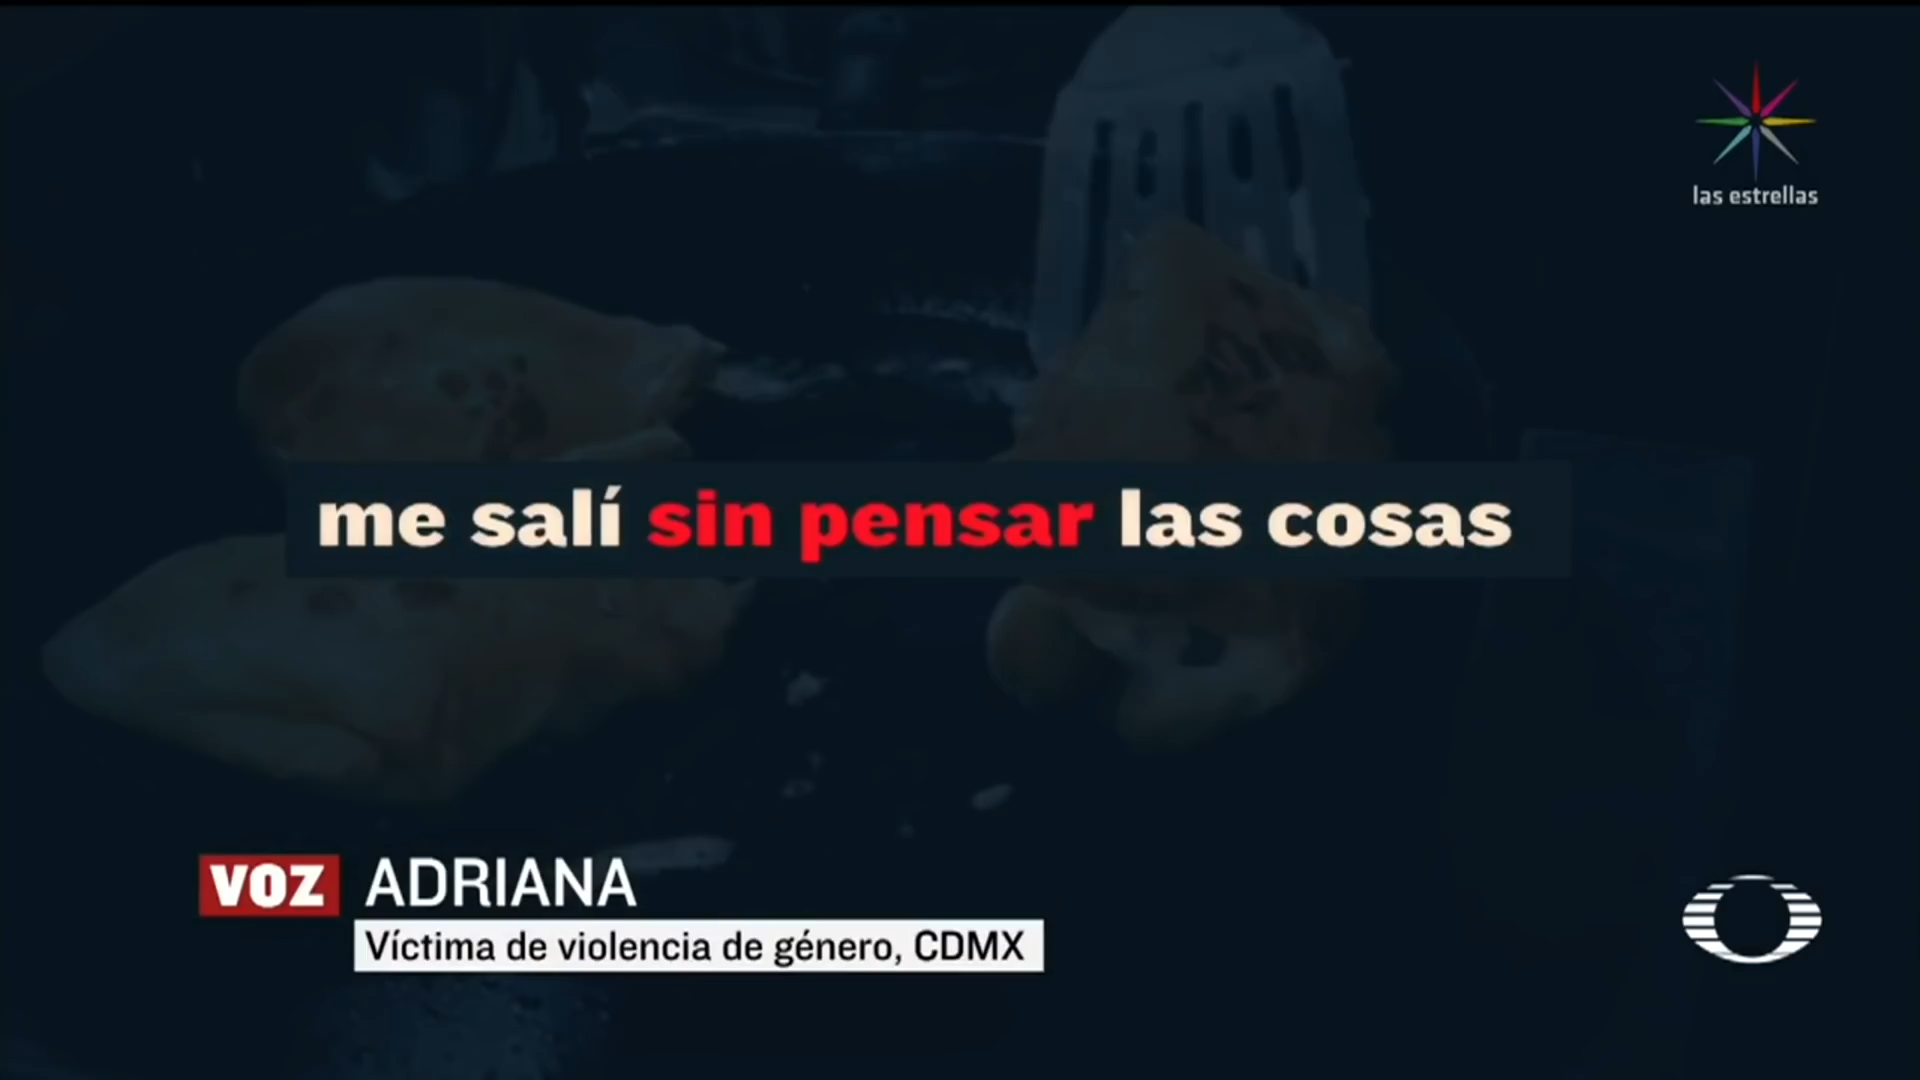 las estrellas
me salí sin pensar las cosas
VOZ ADRIANA
Víctima de violencia de género, CDMX